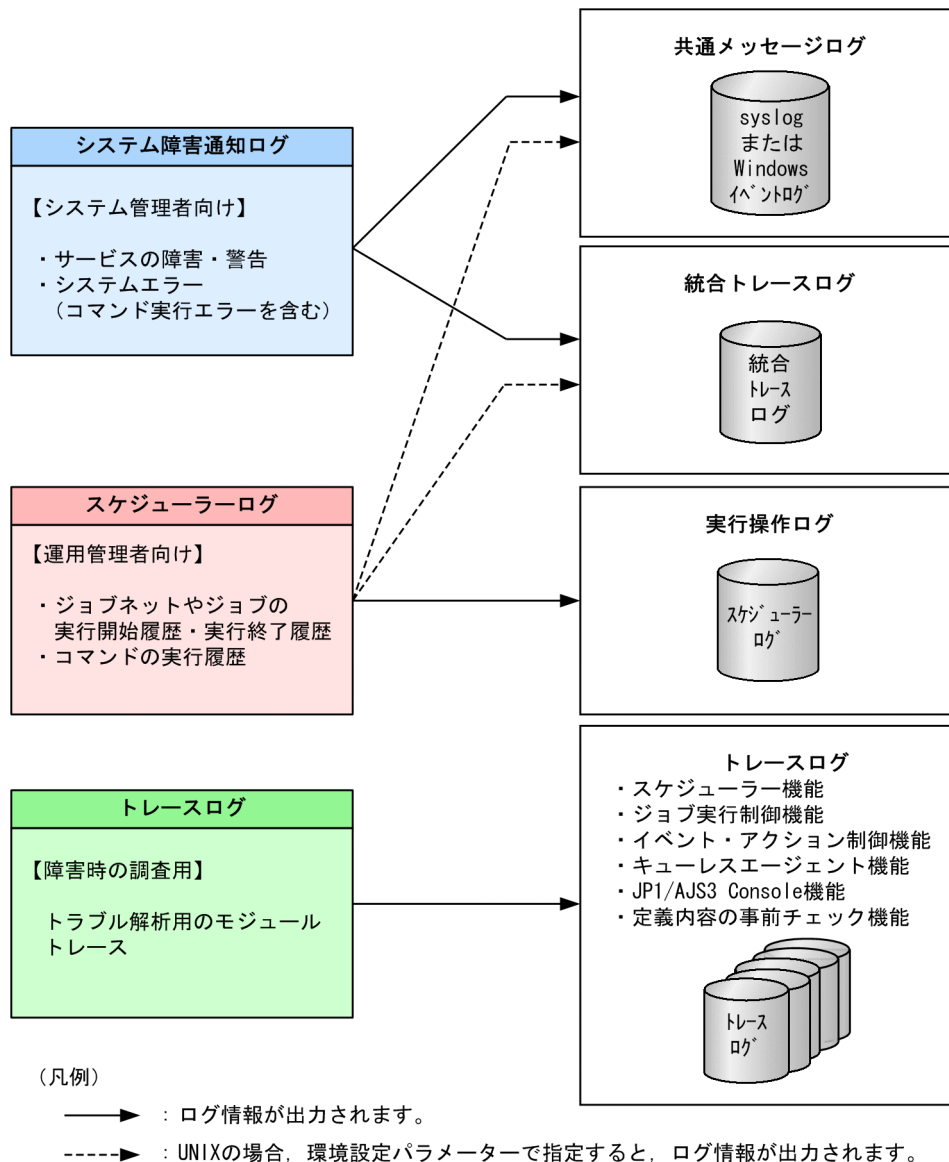 共通メッセージログ
syslog
または
Windows
ｲﾍﾞﾝﾄﾛｸﾞ
システム障害通知ログ
【システム管理者向け】
・サービスの障害・警告
・システムエラー
（コマンド実行エラーを含む）
統合トレースログ
統合
ﾄﾚｰｽ
ログ
スケジューラーログ
【運用管理者向け】
・ジョブネットやジョブの
実行開始履歴・実行終了履歴
・コマンドの実行履歴
実行操作ログ
ｽｹｼﾞｭｰﾗｰ
ﾛｸﾞ
トレースログ
【障害時の調査用】
トラブル解析用のモジュール
トレース
トレースログ
・スケジューラー機能
・ジョブ実行制御機能
・イベント・アクション制御機能
・キューレスエージェント機能
・JP1/AJS3 Console機能
・定義内容の事前チェック機能
ﾄﾚｰｽ
ﾛｸﾞ
（凡例）
：ログ情報が出力されます。
：UNIXの場合，環境設定パラメーターで指定すると，ログ情報が出力されます。